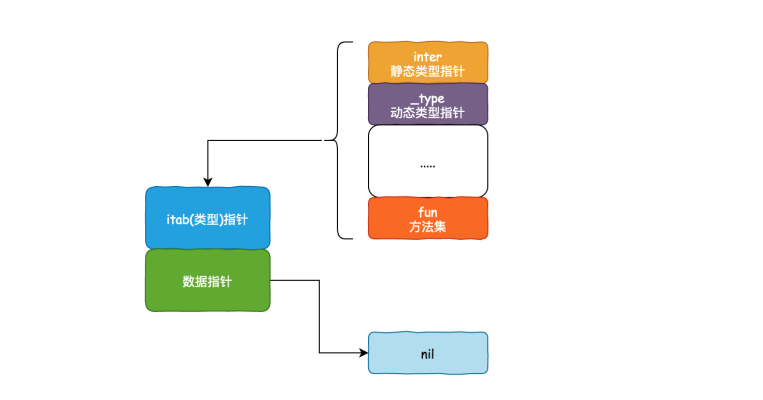 inter
静态类型指针
_type
动态类型指针
.....
fun
方法集
itab(类型)指针
数据指针
nil